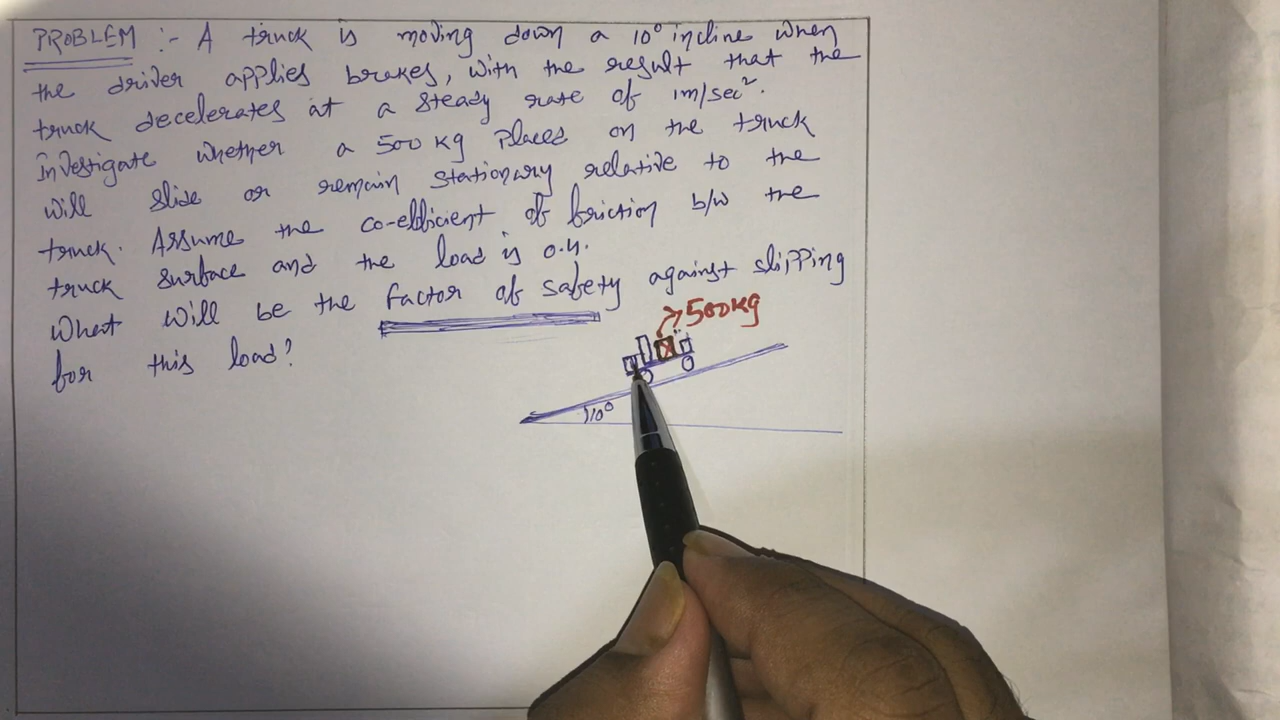 PROBLEM :- A truck is moving down a 10° incline when
the driver applies brakes, with the result that the
truck decelerates at a steady rate of 1m/sec².
Investigate whether a 500 kg places on the truck
will slide or remain stationary relative to the
truck. Assume the co-efficient of friction b/w the
truck surface and the load is 0.4.
What will be the factor of safety against slipping
for this load?
500kg
10°